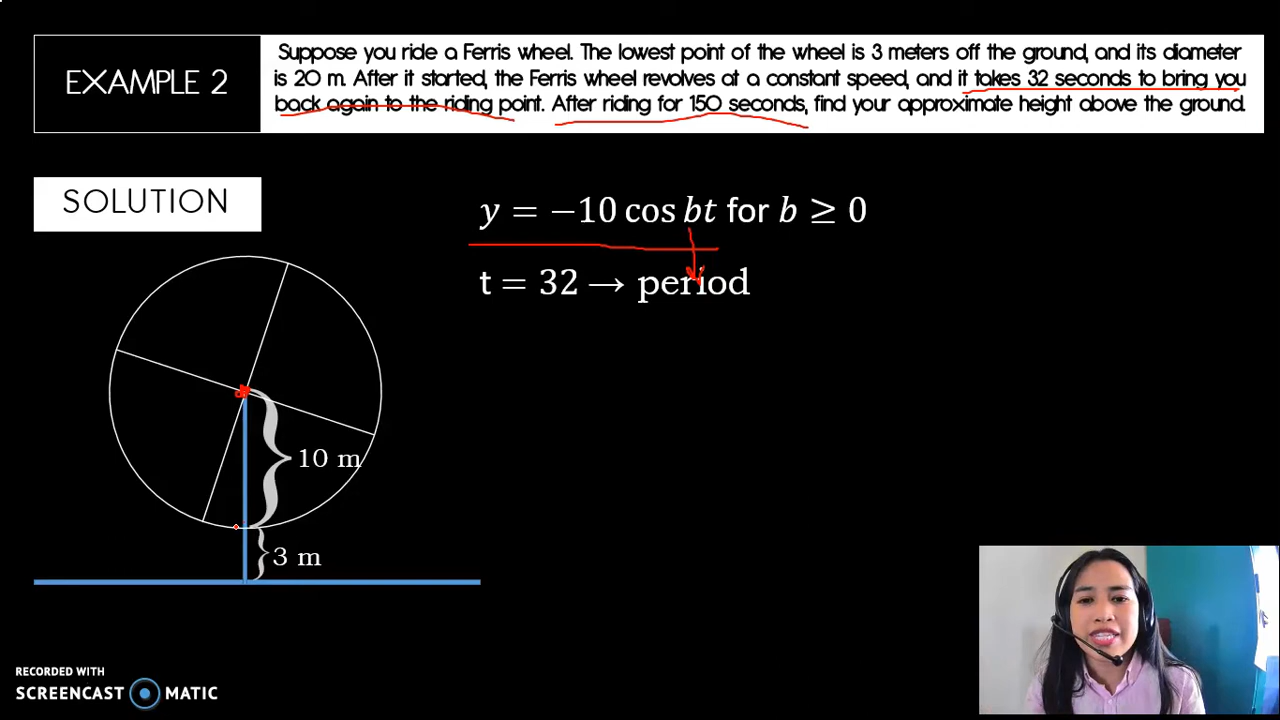 EXAMPLE 2
Suppose you ride a Ferris wheel. The lowest point of the wheel is 3 meters off the ground, and its diameter
is 20 m. After it started, the Ferris wheel revolves at a constant speed, and it takes 32 seconds to bring you
back again to the riding point. After riding for 150 seconds, find your approximate height above the ground.
SOLUTION
y = −10 cos bt for b ≥ 0
t = 32 → period
10 m
3 m
RECORDED WITH
SCREENCAST MATIC